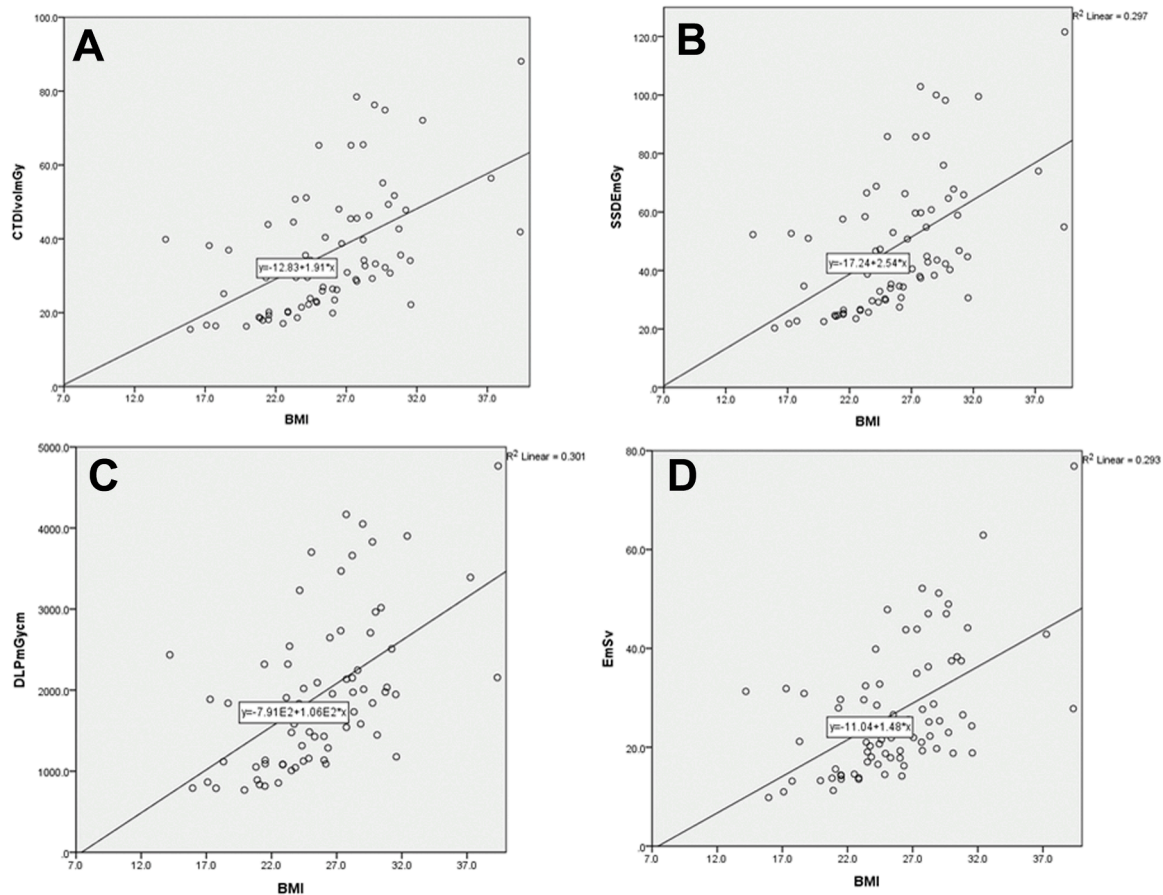 A
100.0
80.0
60.0
40.0
20.0
.0
CTDIvolmGy
y=-12.83+1.91*x
7.0 12.0 17.0 22.0 27.0 32.0 37.0
BMI
B
R2 Linear = 0.297
120.0
100.0
80.0
60.0
40.0
20.0
.0
SSDEmGy
y=-17.24+2.54*x
7.0 12.0 17.0 22.0 27.0 32.0 37.0
BMI
C
R2 Linear = 0.301
5000.0
4000.0
3000.0
2000.0
1000.0
.0
DLPmGycm
y=-7.91E2+1.06E2*x
7.0 12.0 17.0 22.0 27.0 32.0 37.0
BMI
D
R2 Linear = 0.293
80.0
60.0
40.0
20.0
.0
EmSv
y=-11.04+1.48*x
7.0 12.0 17.0 22.0 27.0 32.0 37.0
BMI